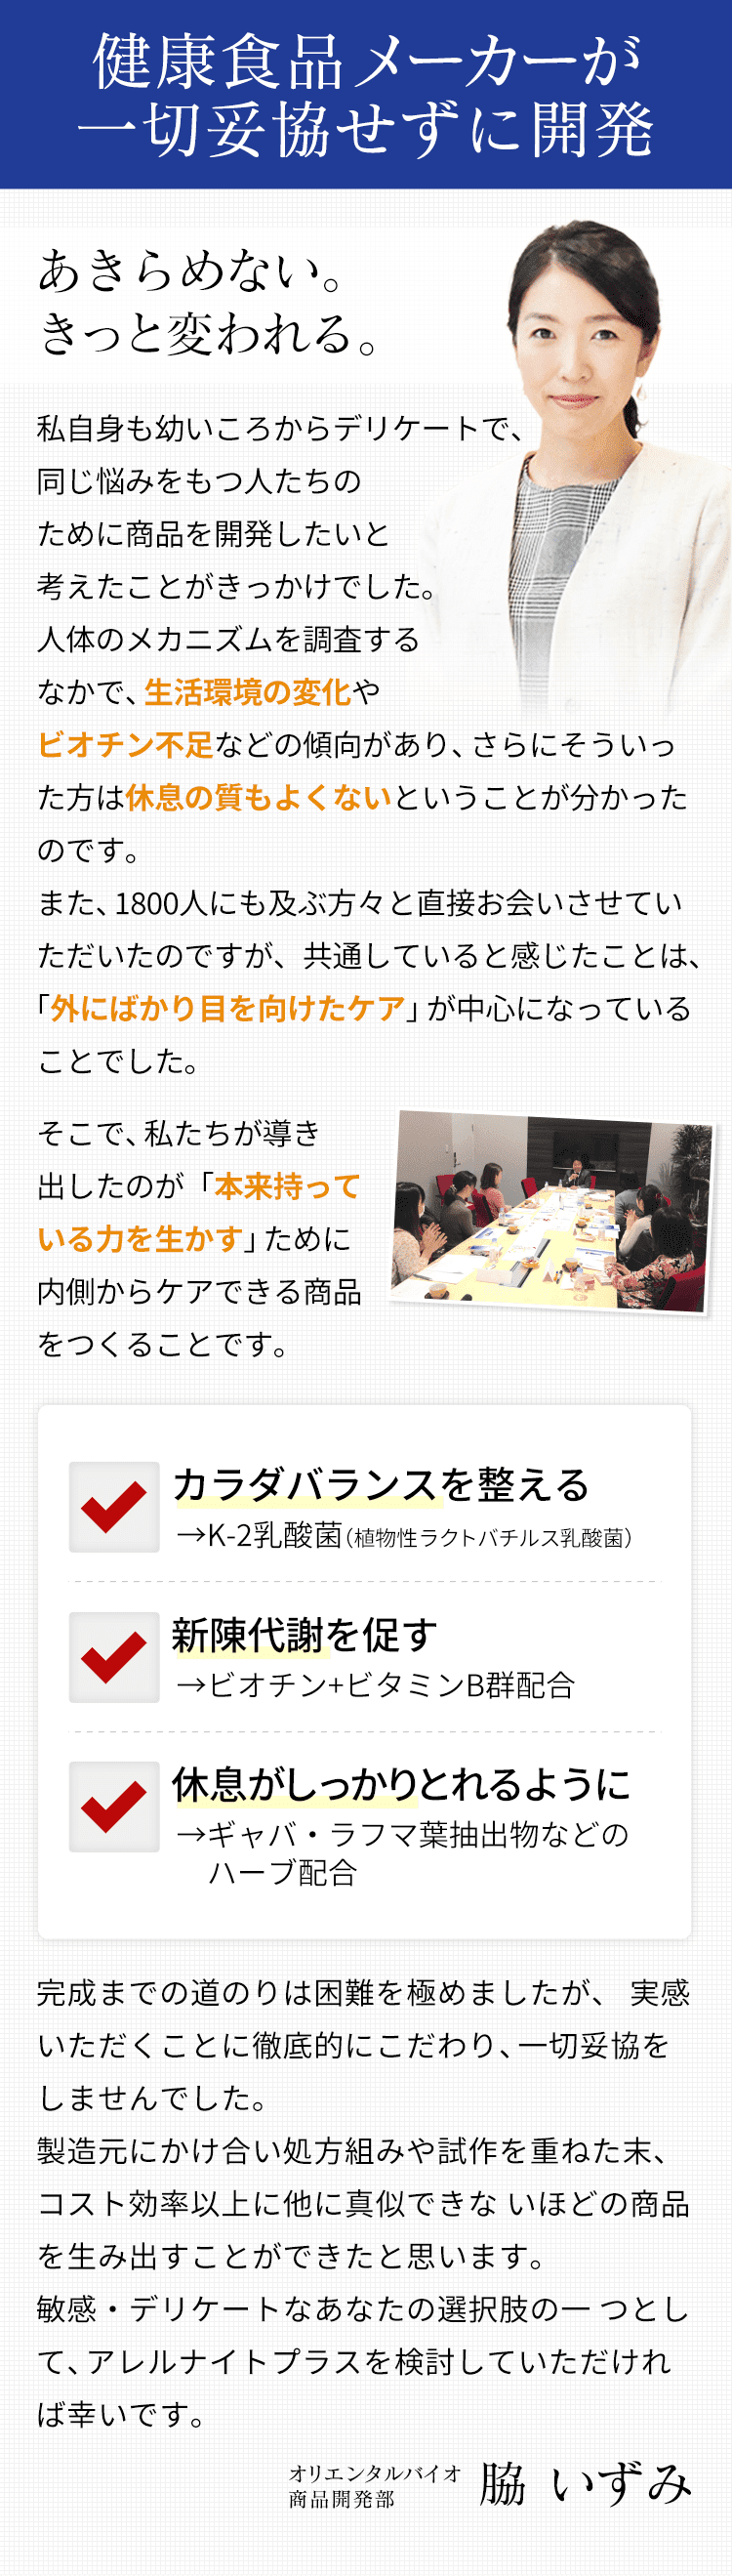 健康食品メーカーが
一切妥協せずに開発
あきらめない。
きっと変われる。
私自身も幼いころからデリケートで、
同じ悩みをもつ人たちの
ために商品を開発したいと
考えたことがきっかけでした。
人体のメカニズムを調査する
なかで、生活環境の変化や
ビオチン不足などの傾向があり、さらにそういっ
た方は休息の質もよくないということが分かった
のです。
また、1800人にも及ぶ方々と直接お会いさせてい
ただいたのですが、共通していると感じたことは、
「外にばかり目を向けたケア」が中心になっている
ことでした。
そこで、私たちが導き
出したのが「本来持って
いる力を生かす」ために
内側からケアできる商品
をつくることです。
カラダバランスを整える
→K-2乳酸菌（植物性ラクトバチルス乳酸菌）
新陳代謝を促す
→ビオチン+ビタミンB群配合
休息がしっかりとれるように
→ギャバ・ラフマ葉抽出物などの
ハーブ配合
完成までの道のりは困難を極めましたが、 実感
いただくことに徹底的にこだわり、一切妥協を
しませんでした。
製造元にかけ合い処方組みや試作を重ねた末、
コスト効率以上に他に真似できな いほどの商品
を生み出すことができたと思います。
敏感・デリケートなあなたの選択肢の一 つとし
て、アレルナイトプラスを検討していただけれ
ば幸いです。
オリエンタルバイオ
商品開発部
脇 いずみ